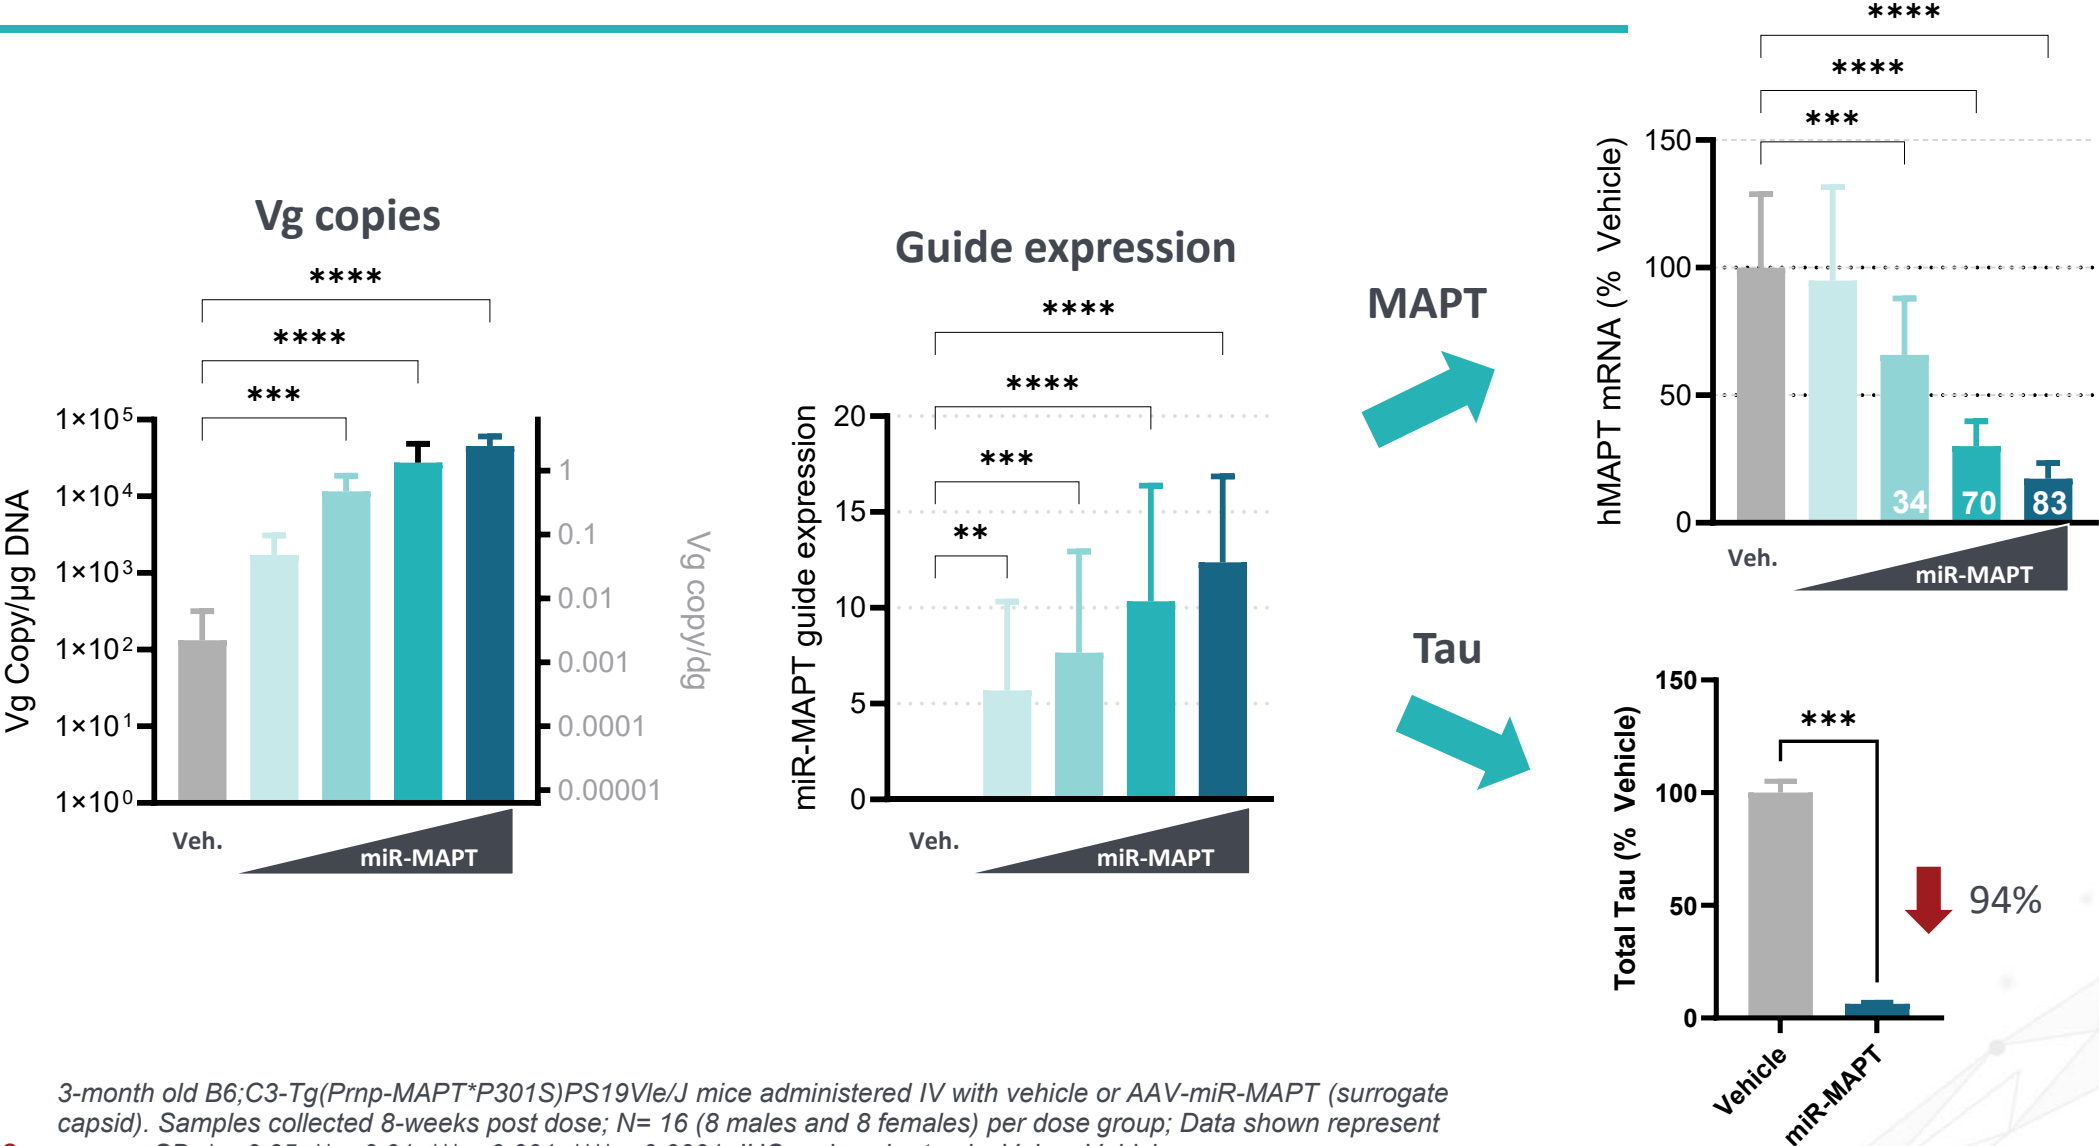 Vg copies
****
****
***
1×10⁵
1×10⁴
1×10³
1×10²
1×10¹
1×10⁰
Vg Copy/µg DNA
1
0.1
0.01
0.001
0.0001
0.00001
Vg copy/dg
Veh.
miR-MAPT
Guide expression
****
****
***
**
20
15
10
5
0
miR-MAPT guide expression
Veh.
miR-MAPT
MAPT
****
****
***
150
100
50
0
hMAPT mRNA (% Vehicle)
34 70 83
Veh.
miR-MAPT
Tau
***
150
100
50
0
Total Tau (% Vehicle)
94%
Vehicle
miR-MAPT
3-month old B6;C3-Tg(Prnp-MAPT*P301S)PS19Vle/J mice administered IV with vehicle or AAV-miR-MAPT (surrogate
capsid). Samples collected 8-weeks post dose; N= 16 (8 males and 8 females) per dose group; Data shown represent